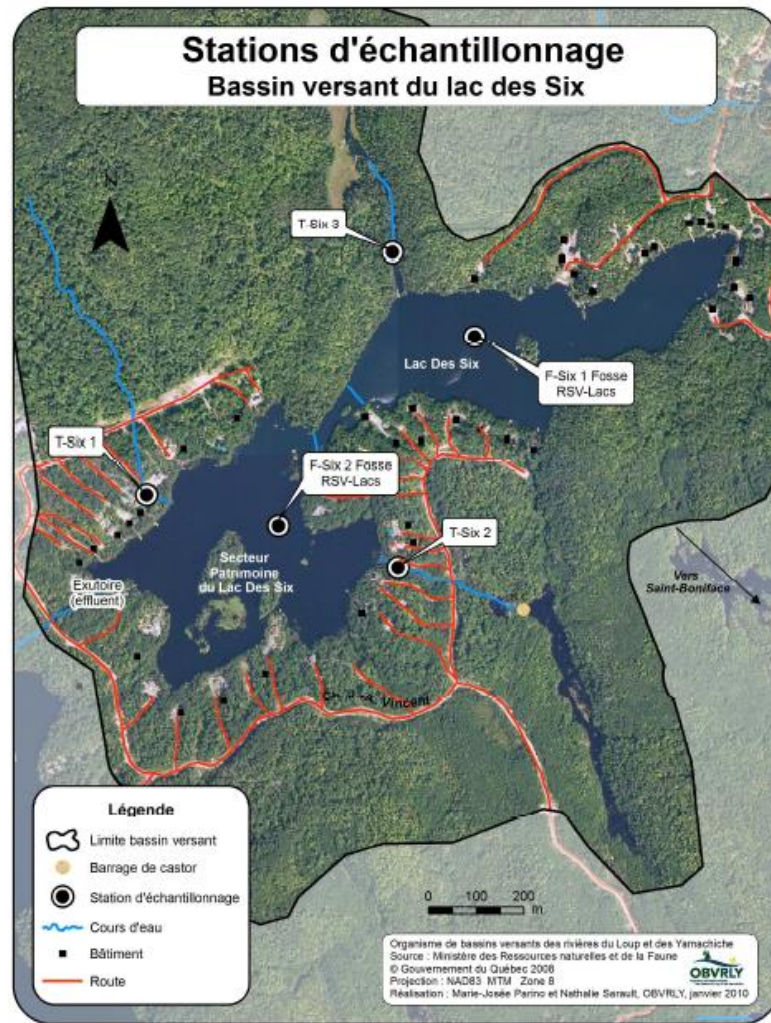 Stations d'échantillonnage
Bassin versant du lac des Six
N
T-Six 3
Lac Des Six
F-Six 1 Fosse
RSV-Lacs
T-Six 1
F-Six 2 Fosse
RSV-Lacs
T-Six 2
Secteur
Patrimoine
du Lac Des Six
Exutoire
(effluent)
Vers
Saint-Boniface
Vincent
Légende
Limite bassin versant
Barrage de castor
Station d'échantillonnage
Cours d'eau
Bâtiment
Route
0 100 200
m
Organisme de bassins versants des rivières du Loup et des Yamachiche
Source : Ministère des Ressources naturelles et de la Faune
© Gouvernement du Québec 2008
Projection : NAD83 MTM Zone 8
Réalisation : Marie-Josée Parino et Nathalie Sarault, OBVRLY, janvier 2010
OBVRLY